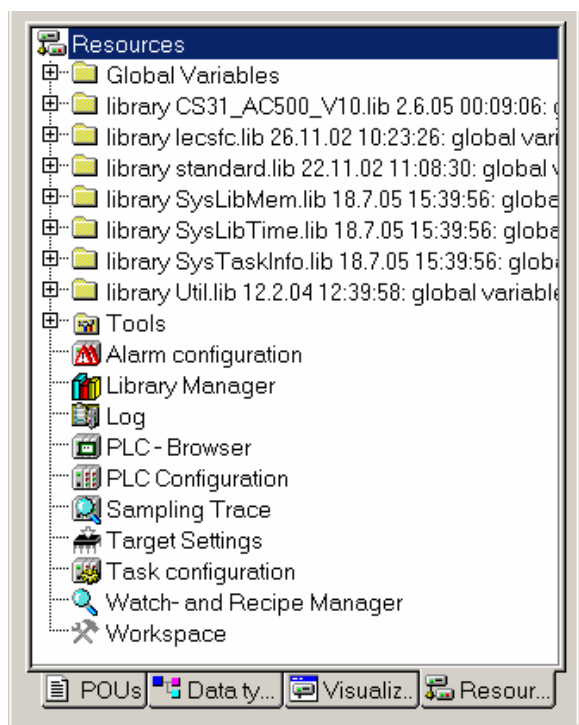 Resources
Global Variables
library CS31_AC500_V10.lib 2.6.05 00:09:06: g
library Iecsfc.lib 26.11.02 10:23:26: global vari
library standard.lib 22.11.02 11:08:30: global v
library SysLibMem.lib 18.7.05 15:39:56: globa
library SysLibTime.lib 18.7.05 15:39:56: globa
library SysTaskInfo.lib 18.7.05 15:39:56: globa
library Util.lib 12.2.04 12:39:58: global variable
Tools
Alarm configuration
Library Manager
Log
PLC - Browser
PLC Configuration
Sampling Trace
Target Settings
Task configuration
Watch- and Recipe Manager
Workspace
POUs Data ty... Visualiz.. Resour...